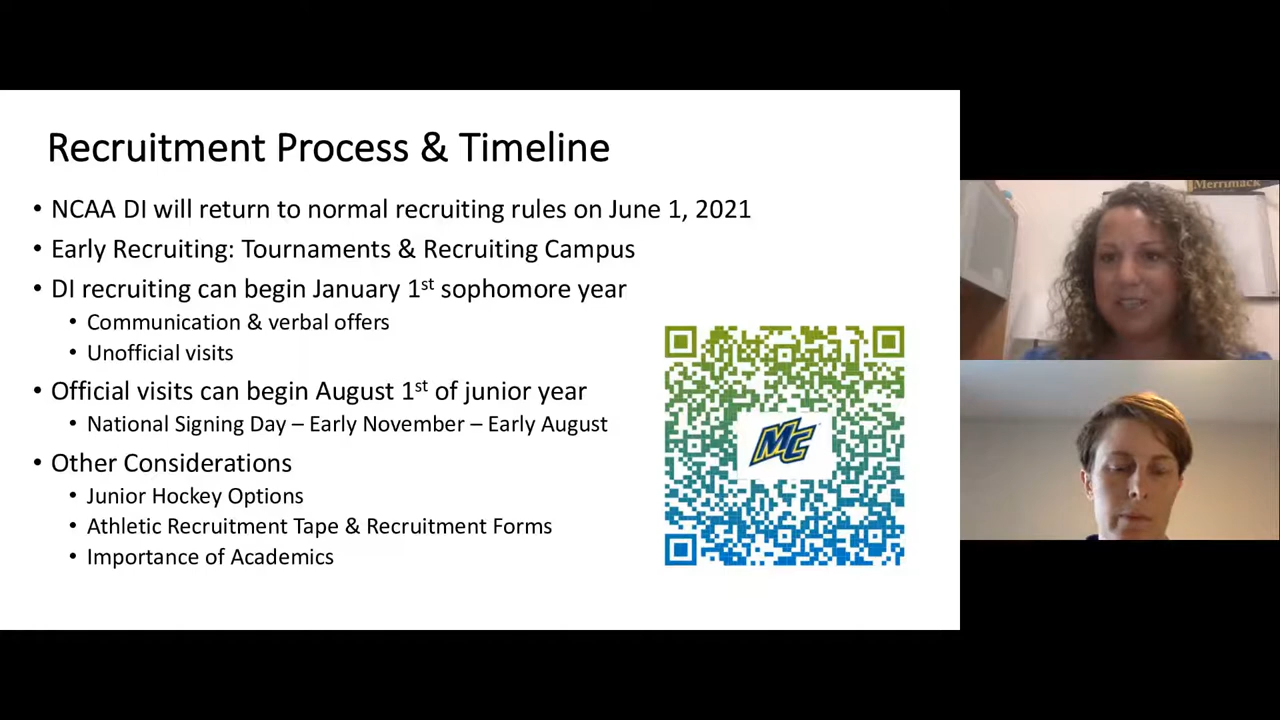 Recruitment Process & Timeline
• NCAA DI will return to normal recruiting rules on June 1, 2021
• Early Recruiting: Tournaments & Recruiting Campus
• DI recruiting can begin January 1st sophomore year
• Communication & verbal offers
• Unofficial visits
• Official visits can begin August 1st of junior year
• National Signing Day – Early November – Early August
• Other Considerations
• Junior Hockey Options
• Athletic Recruitment Tape & Recruitment Forms
• Importance of Academics
MC
Merrimack